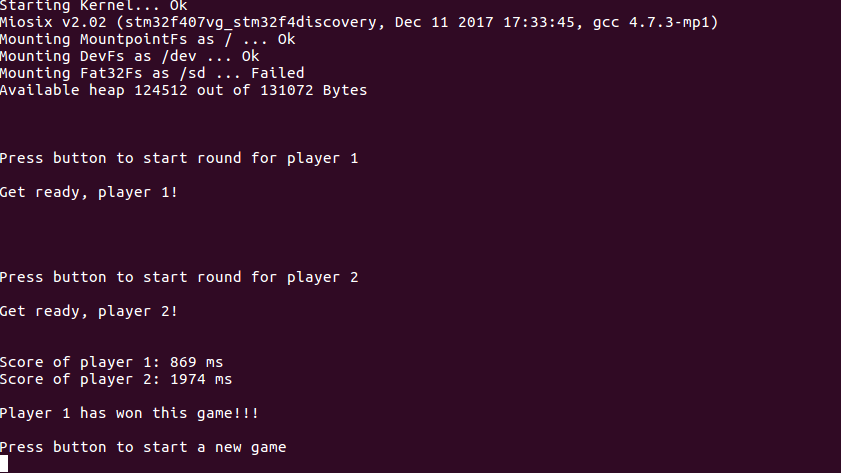 Starting Kernel... Ok
Miosix v2.02 (stm32f407vg_stm32f4discovery, Dec 11 2017 17:33:45, gcc 4.7.3-mp1)
Mounting MountpointFs as / ... Ok
Mounting DevFs as /dev ... Ok
Mounting Fat32Fs as /sd ... Failed
Available heap 124512 out of 131072 Bytes
Press button to start round for player 1
Get ready, player 1!
Press button to start round for player 2
Get ready, player 2!
Score of player 1: 869 ms
Score of player 2: 1974 ms
Player 1 has won this game!!!
Press button to start a new game